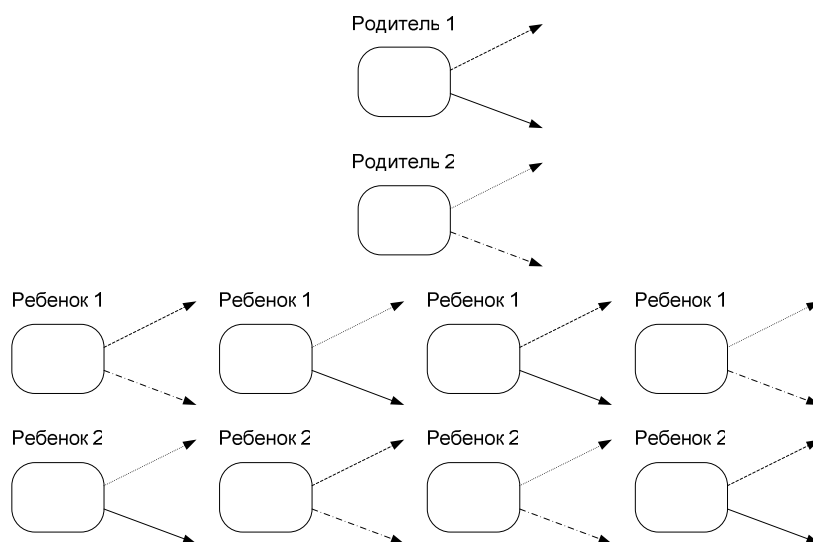 Родитель 1
Родитель 2
Ребенок 1 Ребенок 1 Ребенок 1 Ребенок 1
Ребенок 2 Ребенок 2 Ребенок 2 Ребенок 2